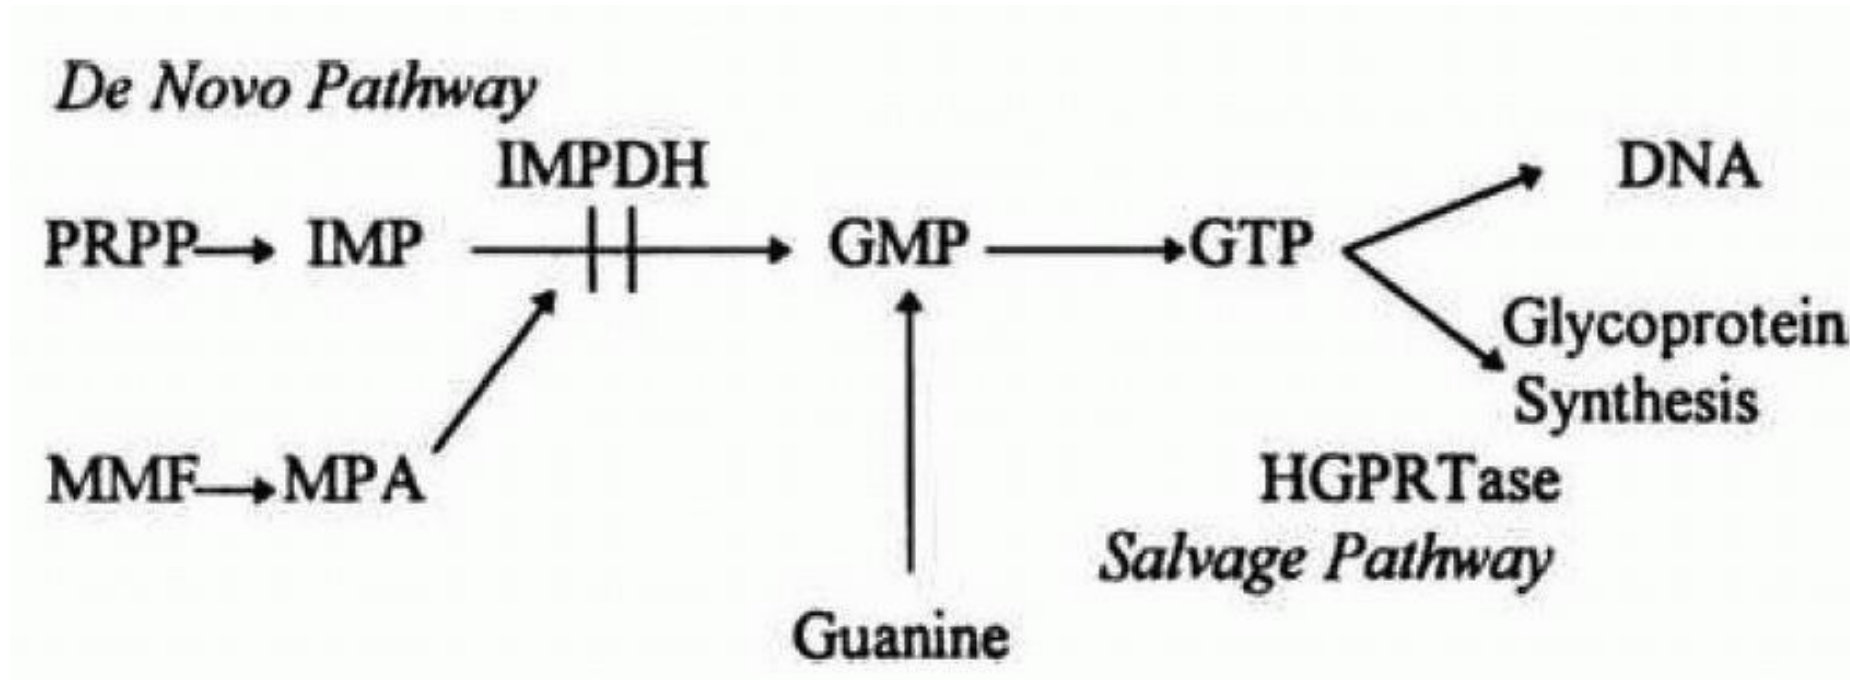 De Novo Pathway
IMPDH
PRPP IMP GMP GTP DNA
Glycoprotein
Synthesis
MMF MPA
HGPRTase
Salvage Pathway
Guanine